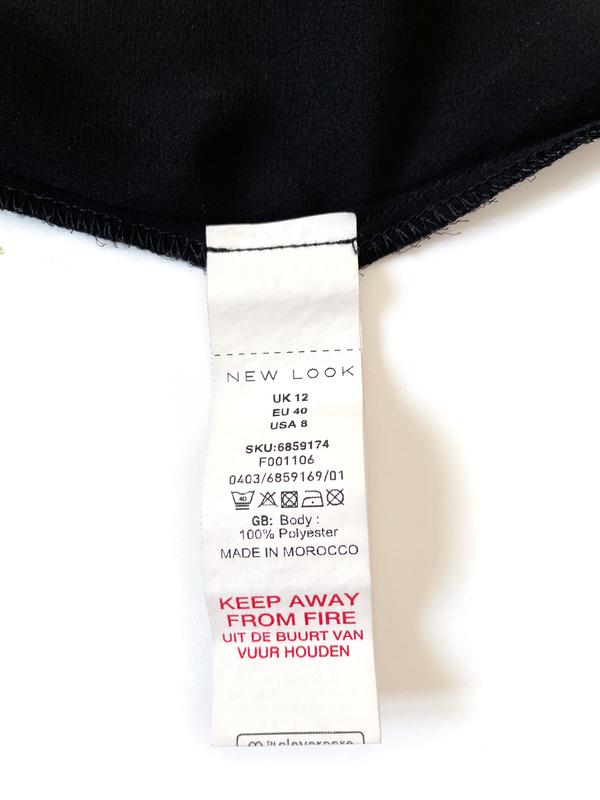 NEW LOOK
UK 12
EU 40
USA 8
SKU:6859174
F001106
0403/6859169/01
40
GB: Body :
100% Polyester
MADE IN MOROCCO
KEEP AWAY
FROM FIRE
UIT DE BUURT VAN
VUUR HOUDEN